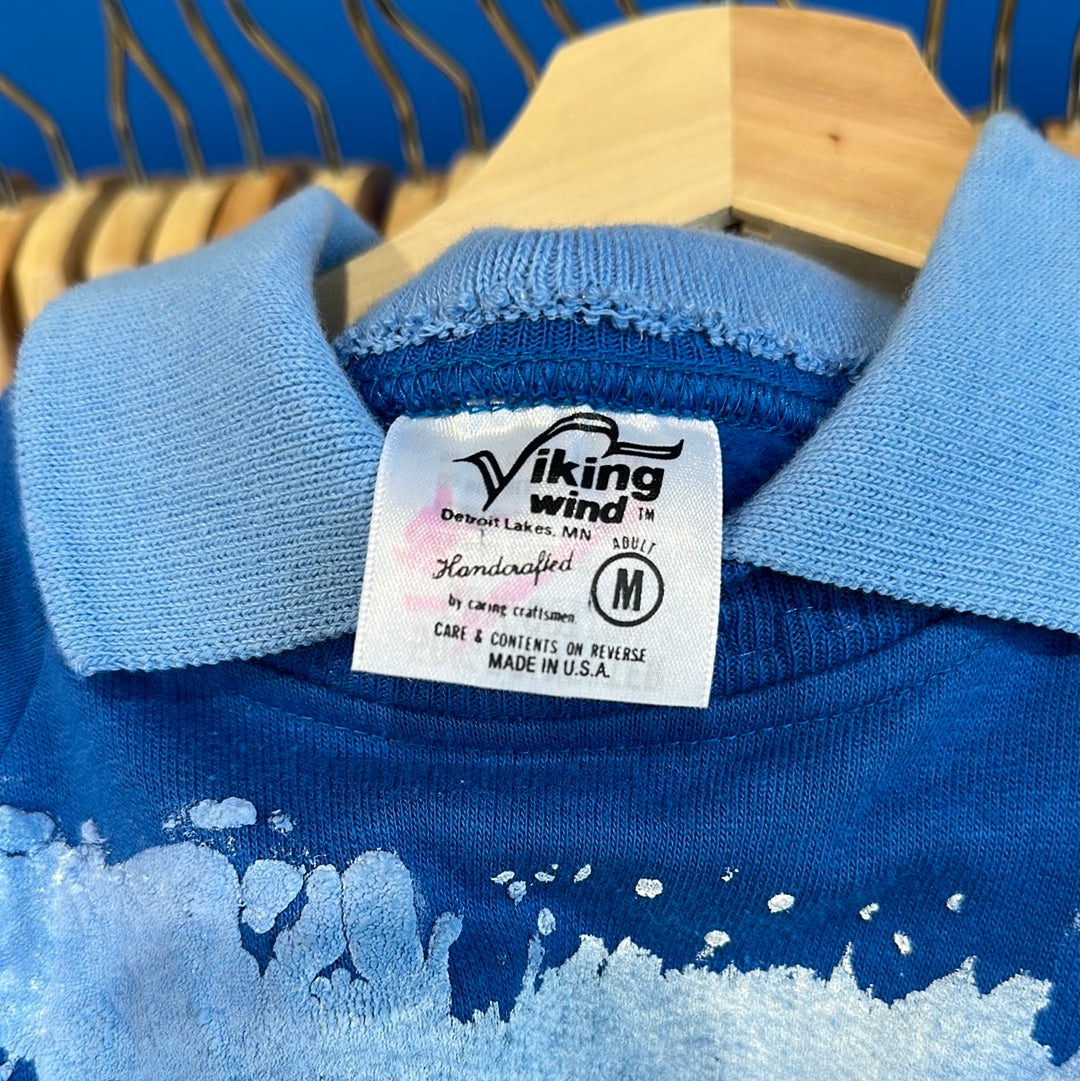 Viking
wind ™
Detroit Lakes, MN
Handcrafted
by caring craftsmen
ADULT
M
CARE & CONTENTS ON REVERSE
MADE IN U.S.A.